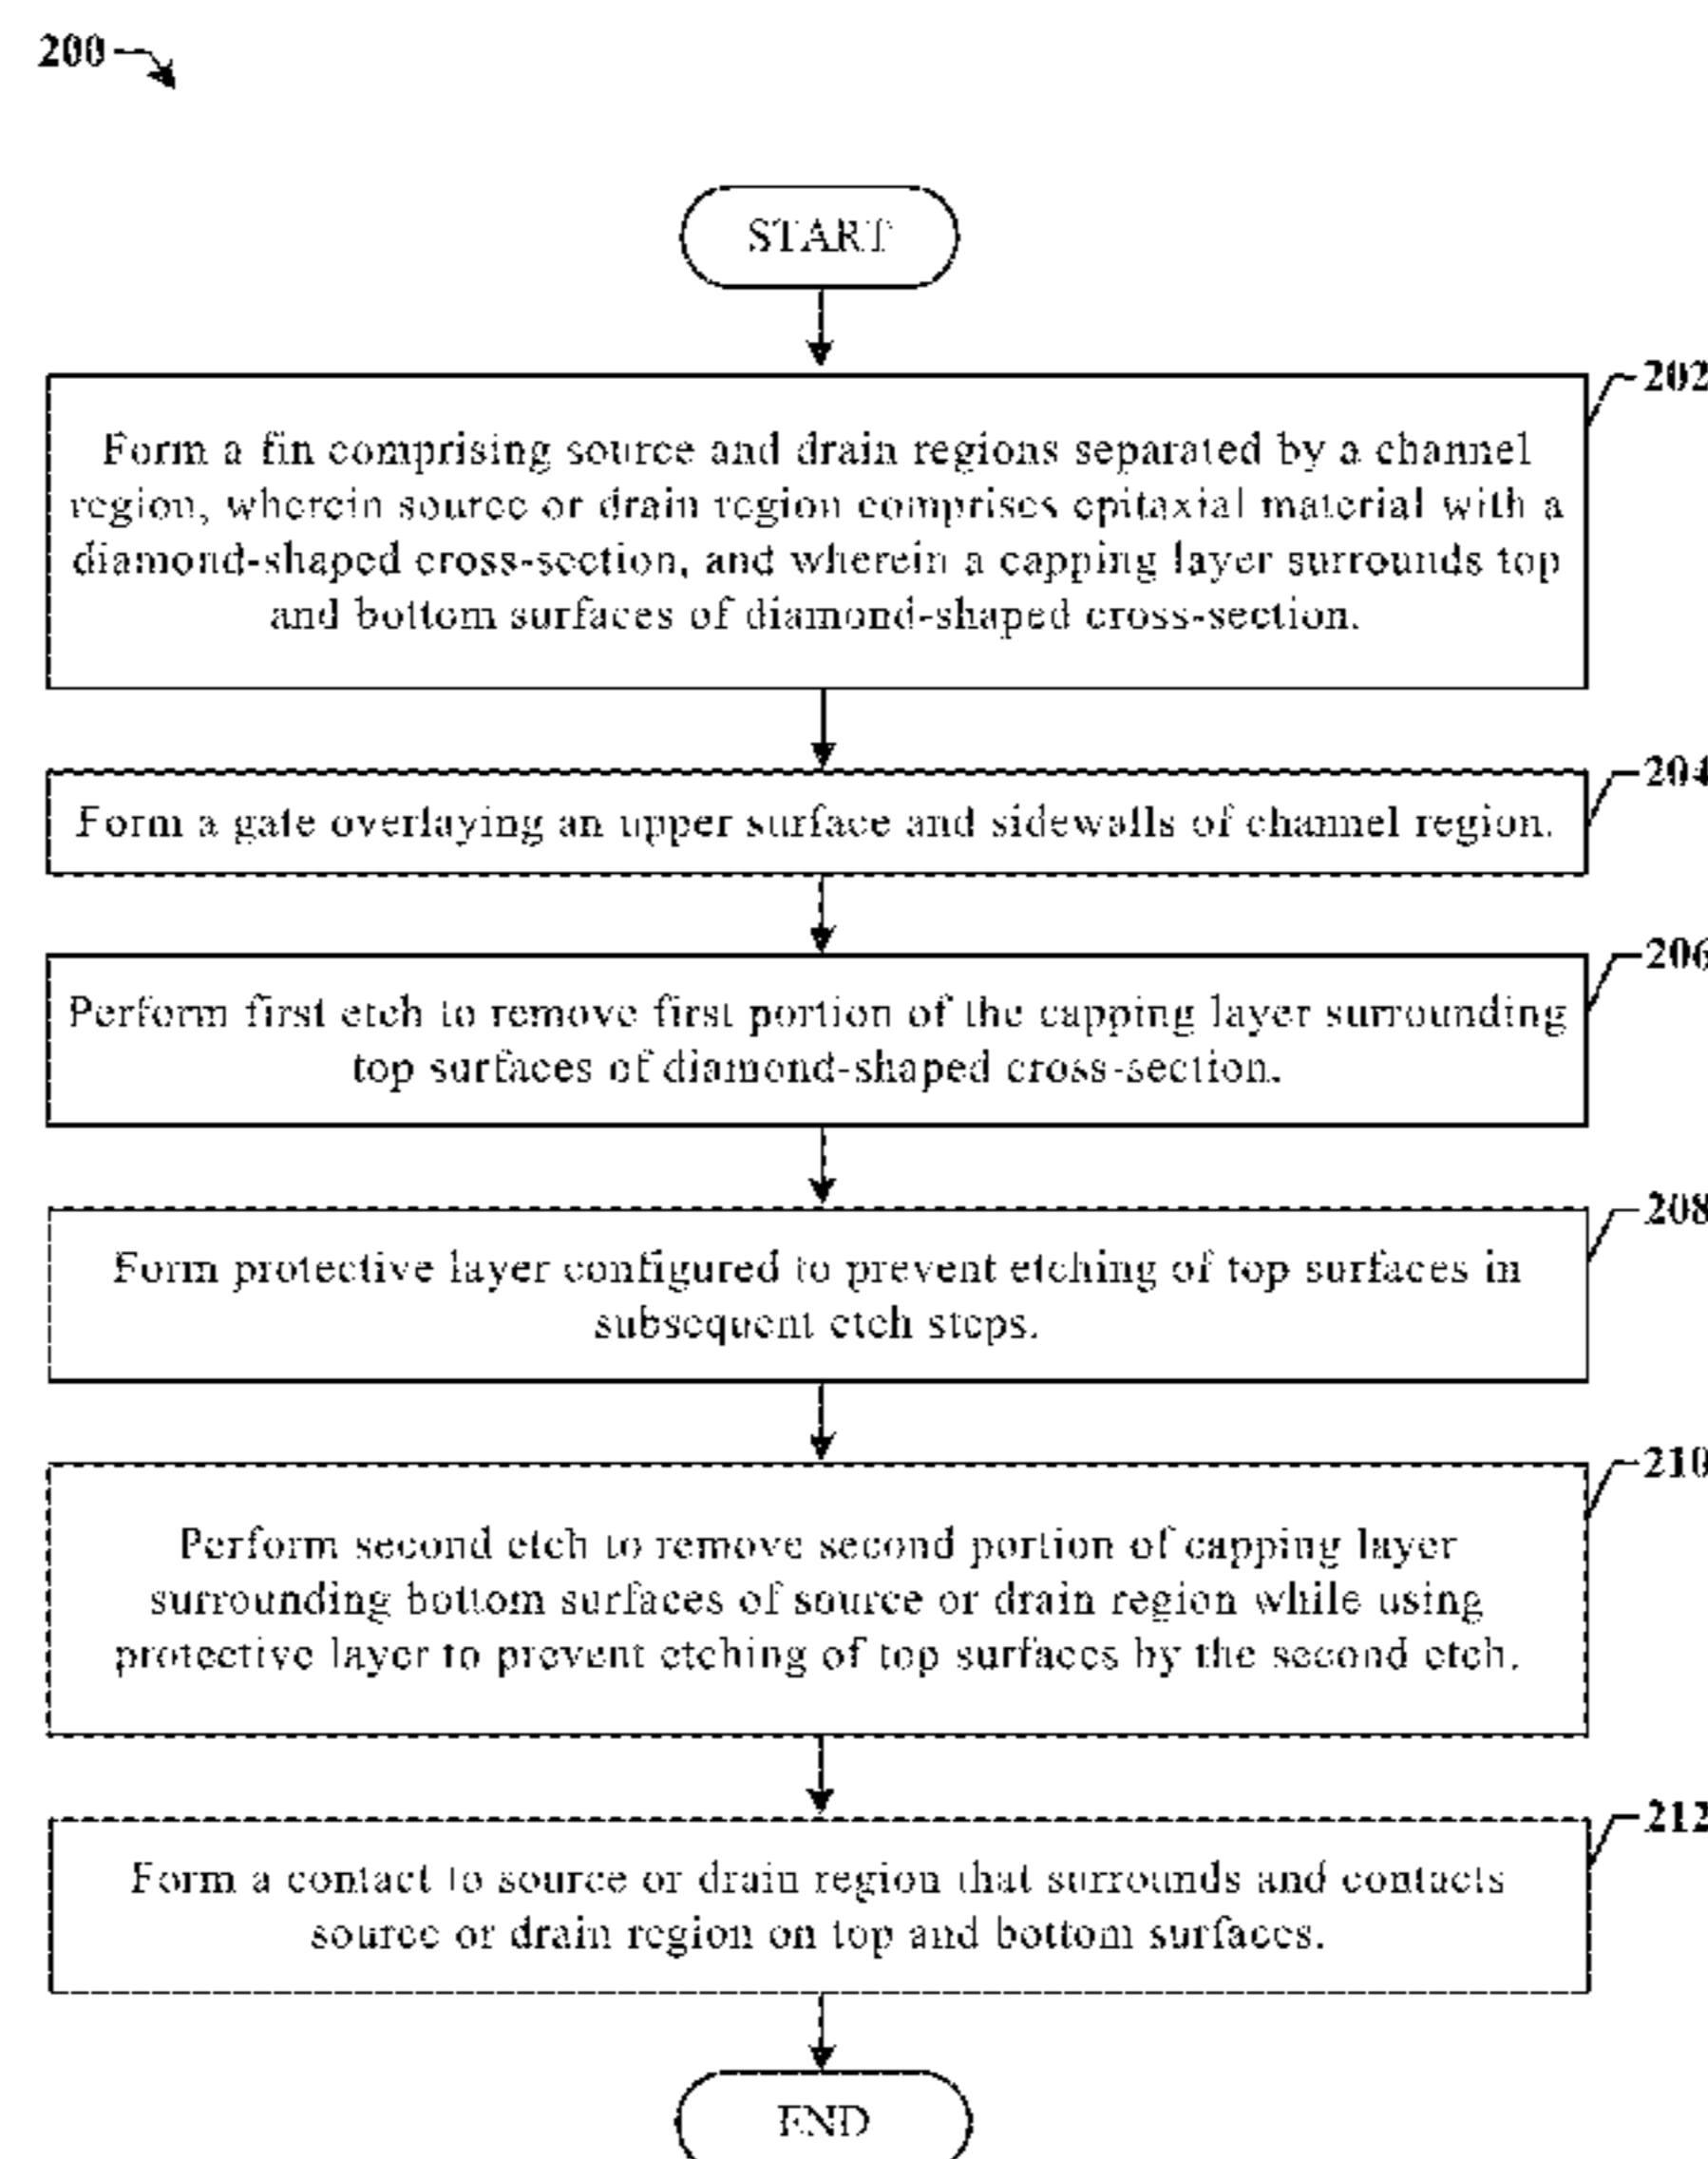 200
START
202
Form a fin comprising source and drain regions separated by a channel
region, wherein source or drain region comprises epitaxial material with a
diamond-shaped cross-section, and wherein a capping layer surrounds top
and bottom surfaces of diamond-shaped cross-section.
204
Form a gate overlaying an upper surface and sidewalls of channel region.
206
Perform first etch to remove first portion of the capping layer surrounding
top surfaces of diamond-shaped cross-section.
208
Form protective layer configured to prevent etching of top surfaces in
subsequent etch steps.
210
Perform second etch to remove second portion of capping layer
surrounding bottom surfaces of source or drain region while using
protective layer to prevent etching of top surfaces by the second etch.
212
Form a contact to source or drain region that surrounds and contacts
source or drain region on top and bottom surfaces.
END